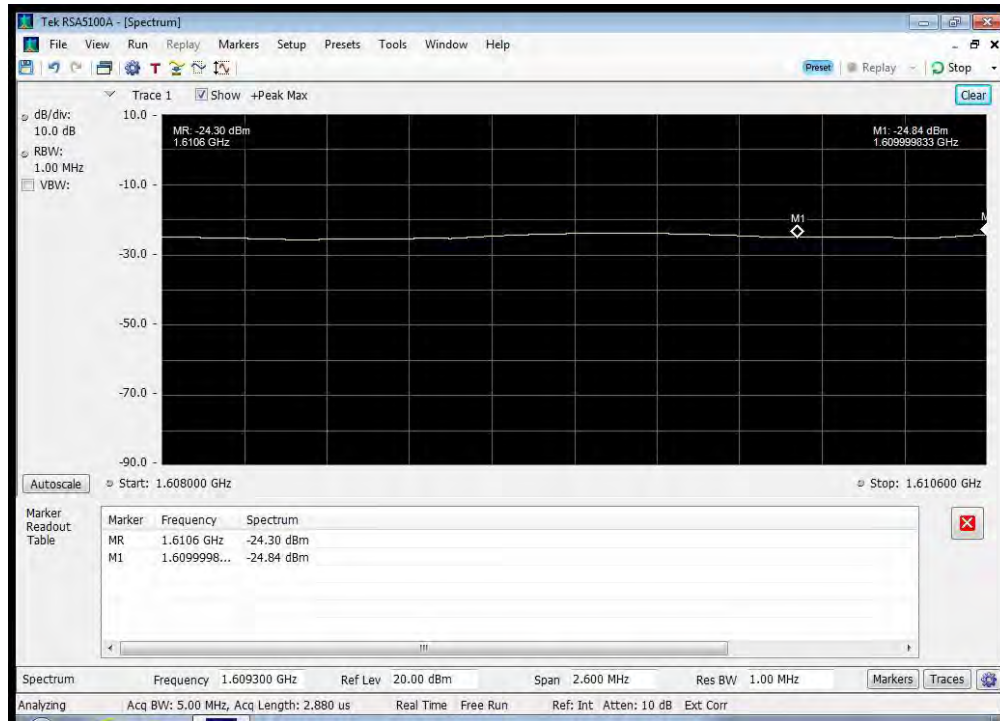 Tek RSA5100A - [Spectrum]
File View Run Replay Markers Setup Presets Tools Window Help
T Preset Replay Stop
Trace 1 Show +Peak Max Clear
dB/div:
10.0 dB
RBW:
1.00 MHz
VBW:
10.0
-10.0
-30.0
-50.0
-70.0
-90.0
MR: -24.30 dBm
1.6106 GHz
M1: -24.84 dBm
1.609999833 GHz
M1
M
Autoscale Start: 1.608000 GHz Stop: 1.610600 GHz
Marker
Readout
Table
Marker Frequency Spectrum
MR 1.6106 GHz -24.30 dBm
M1 1.6099998... -24.84 dBm
Spectrum Frequency 1.609300 GHz Ref Lev 20.00 dBm Span 2.600 MHz Res BW 1.00 MHz Markers Traces
Analyzing Acq BW: 5.00 MHz, Acq Length: 2.880 us Real Time Free Run Ref: Int Atten: 10 dB Ext Corr